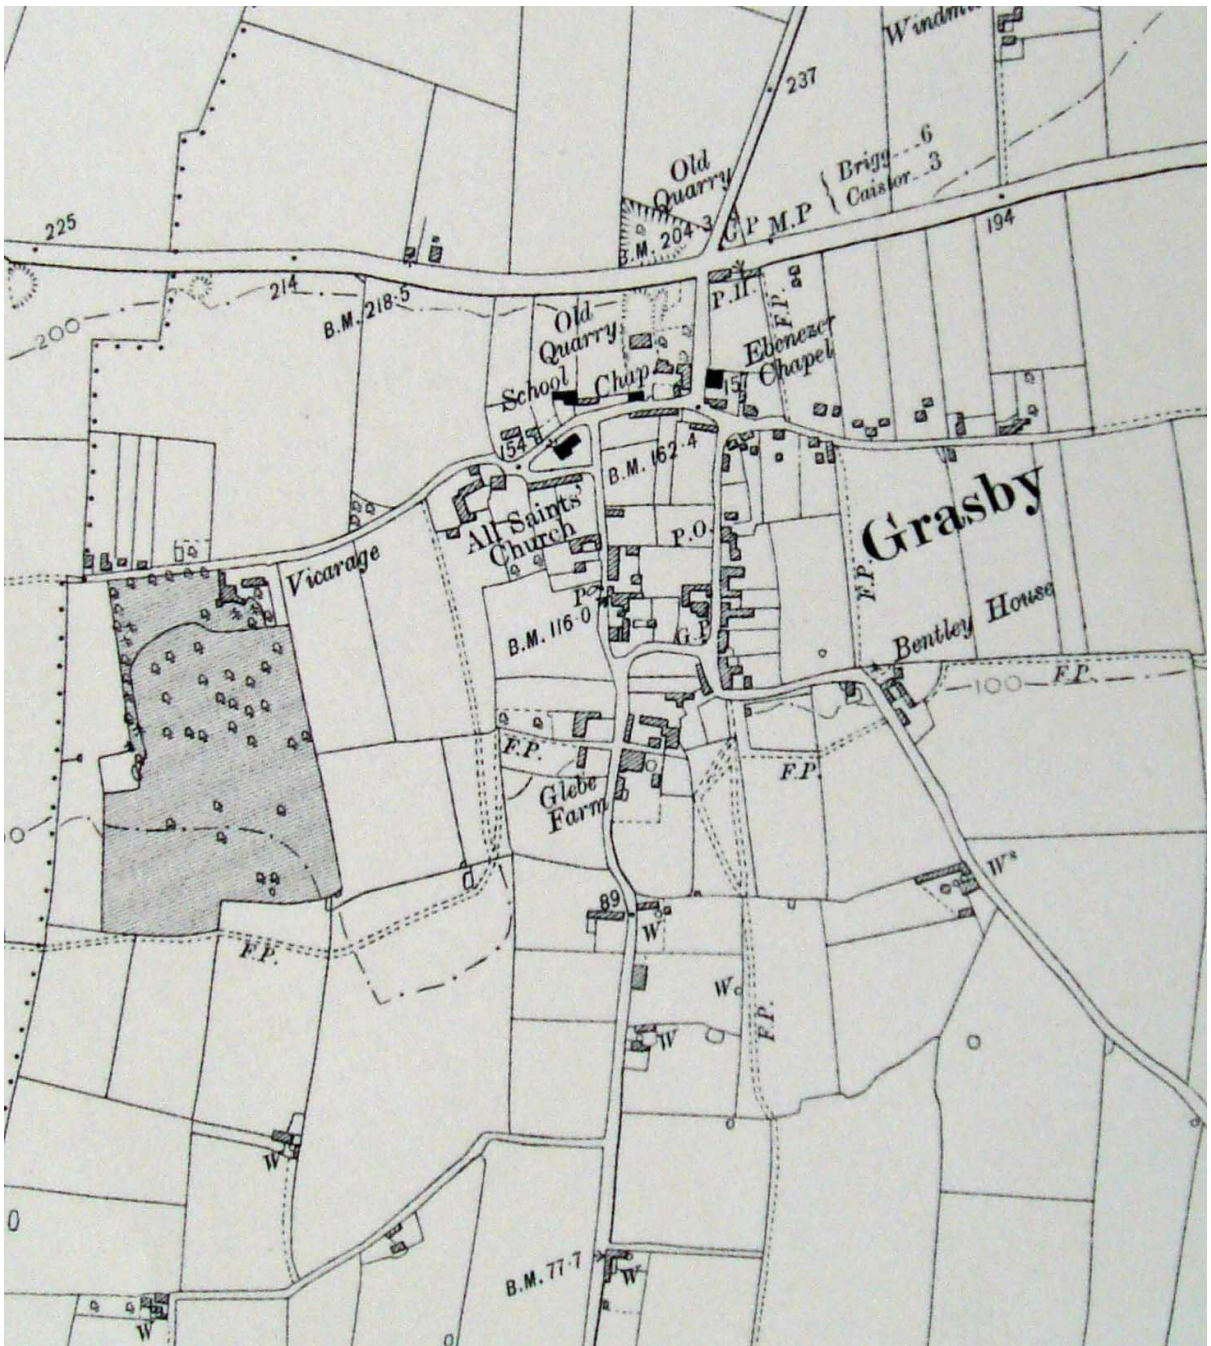 237
Old
Quarry
Brigg---6
Caistor--3
M.P
G.P
B.M. 204·3
194
225
214
B.M. 218·5
200
P.H.
F.P.
Old
Quarry
Ebenezer
Chapel
School
Chap
157
154
B.M. 162·4
All Saints'
Church
Grasby
P.O.
Vicarage
F.P.
B.M. 116·0
G.P
Bentley House
100
F.P.
F.P.
F.P.
Glebe
Farm
W
89
W
F.P.
W
F.P.
W
W
B.M. 77·7
W
W